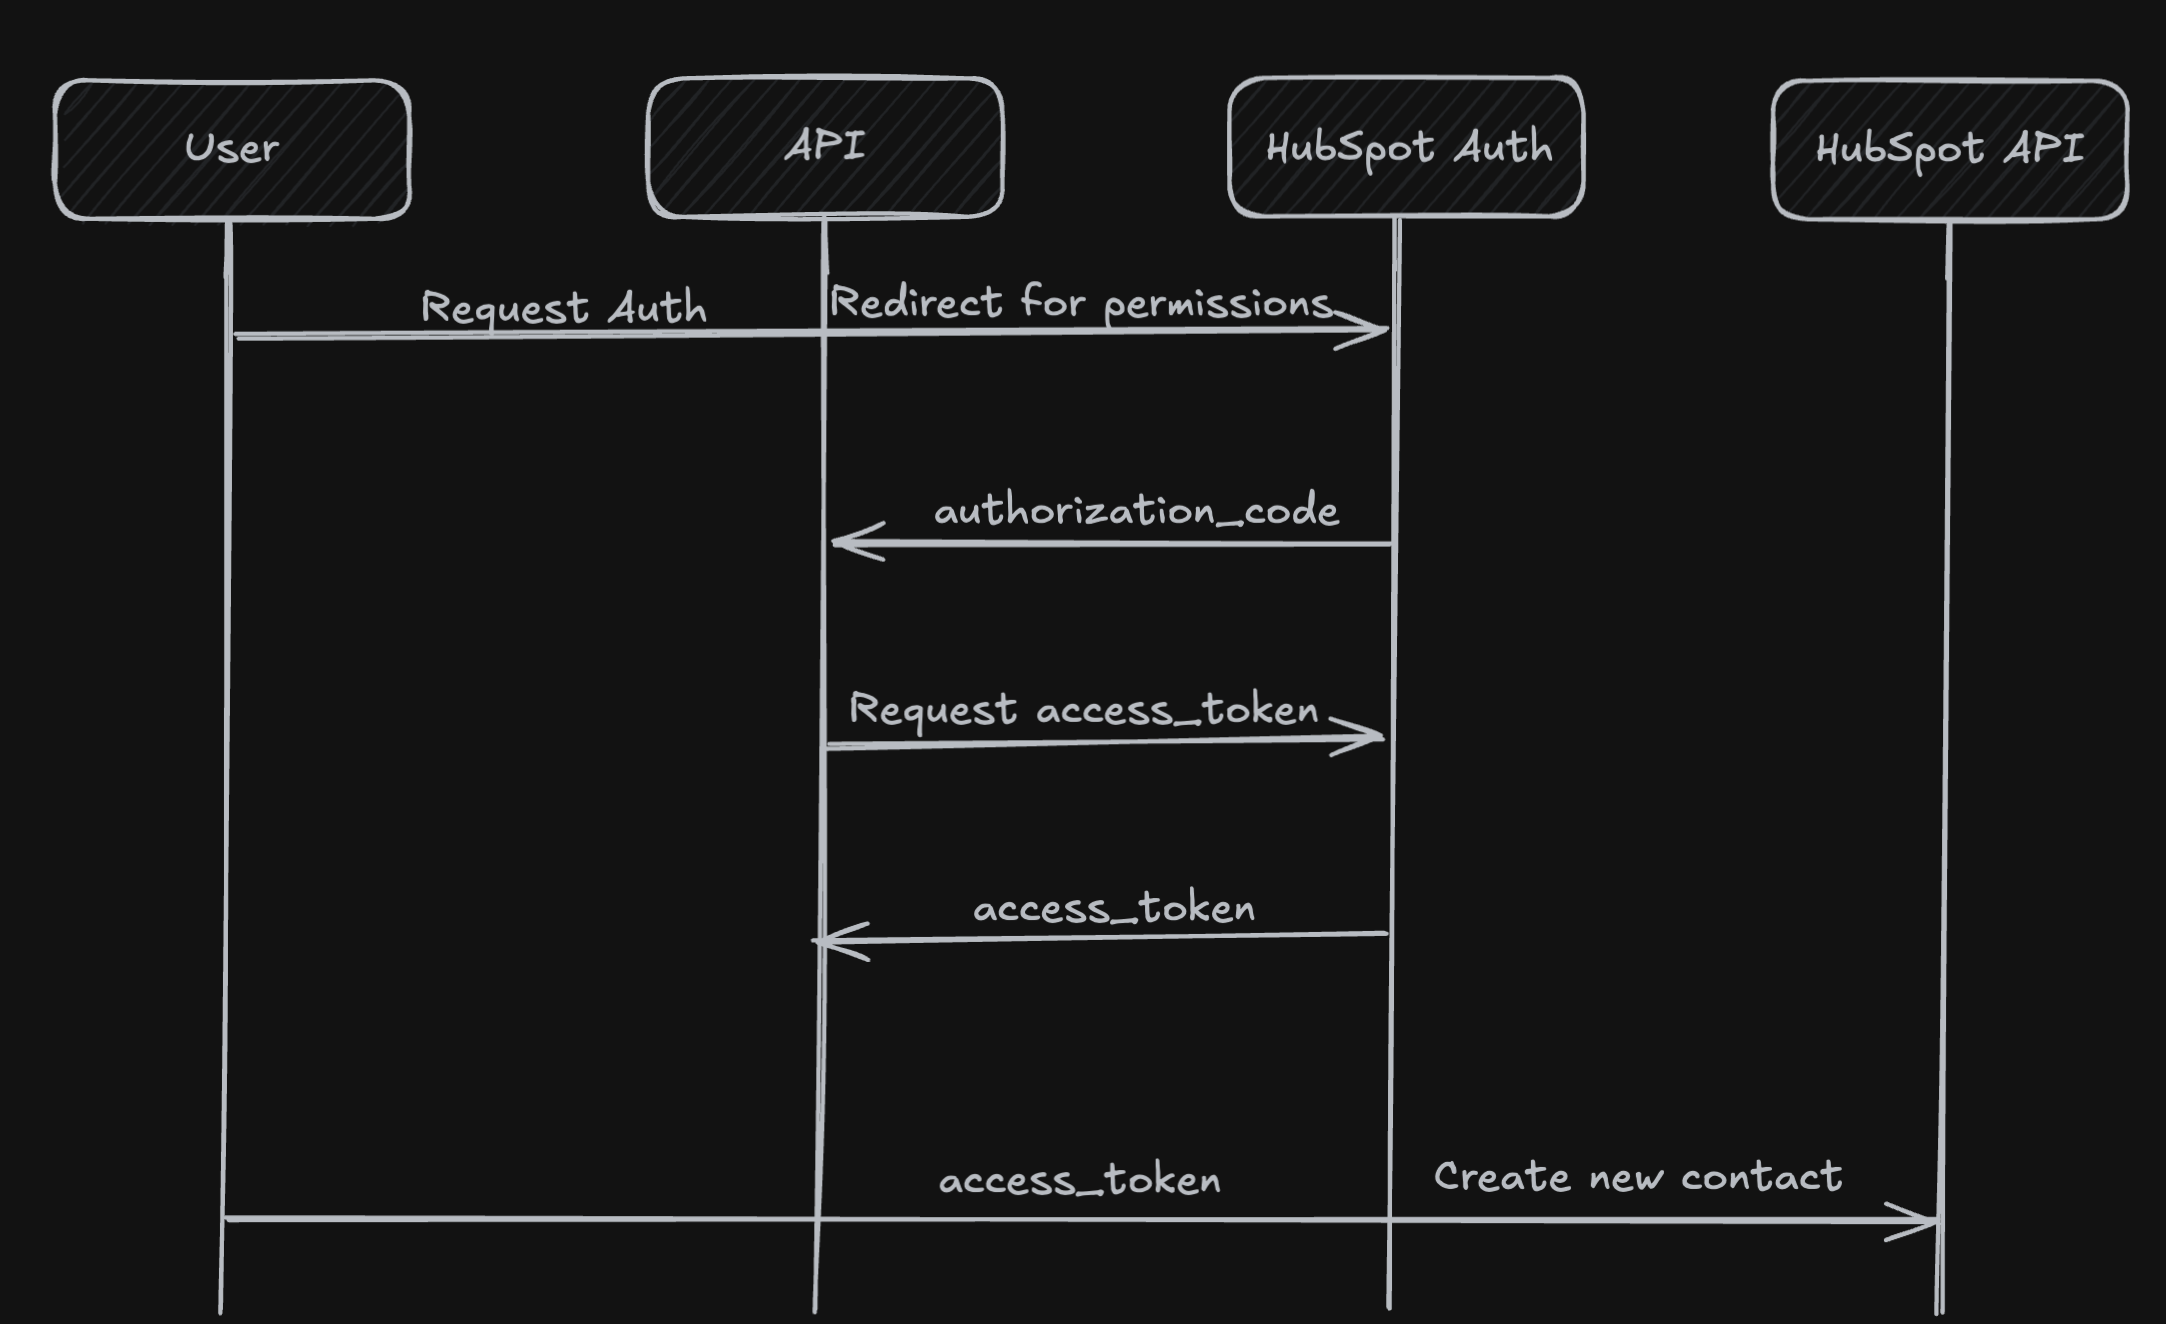 User
API
HubSpot Auth
HubSpot API
Request Auth
Redirect for permissions
authorization_code
Request access_token
access_token
access_token
Create new contact